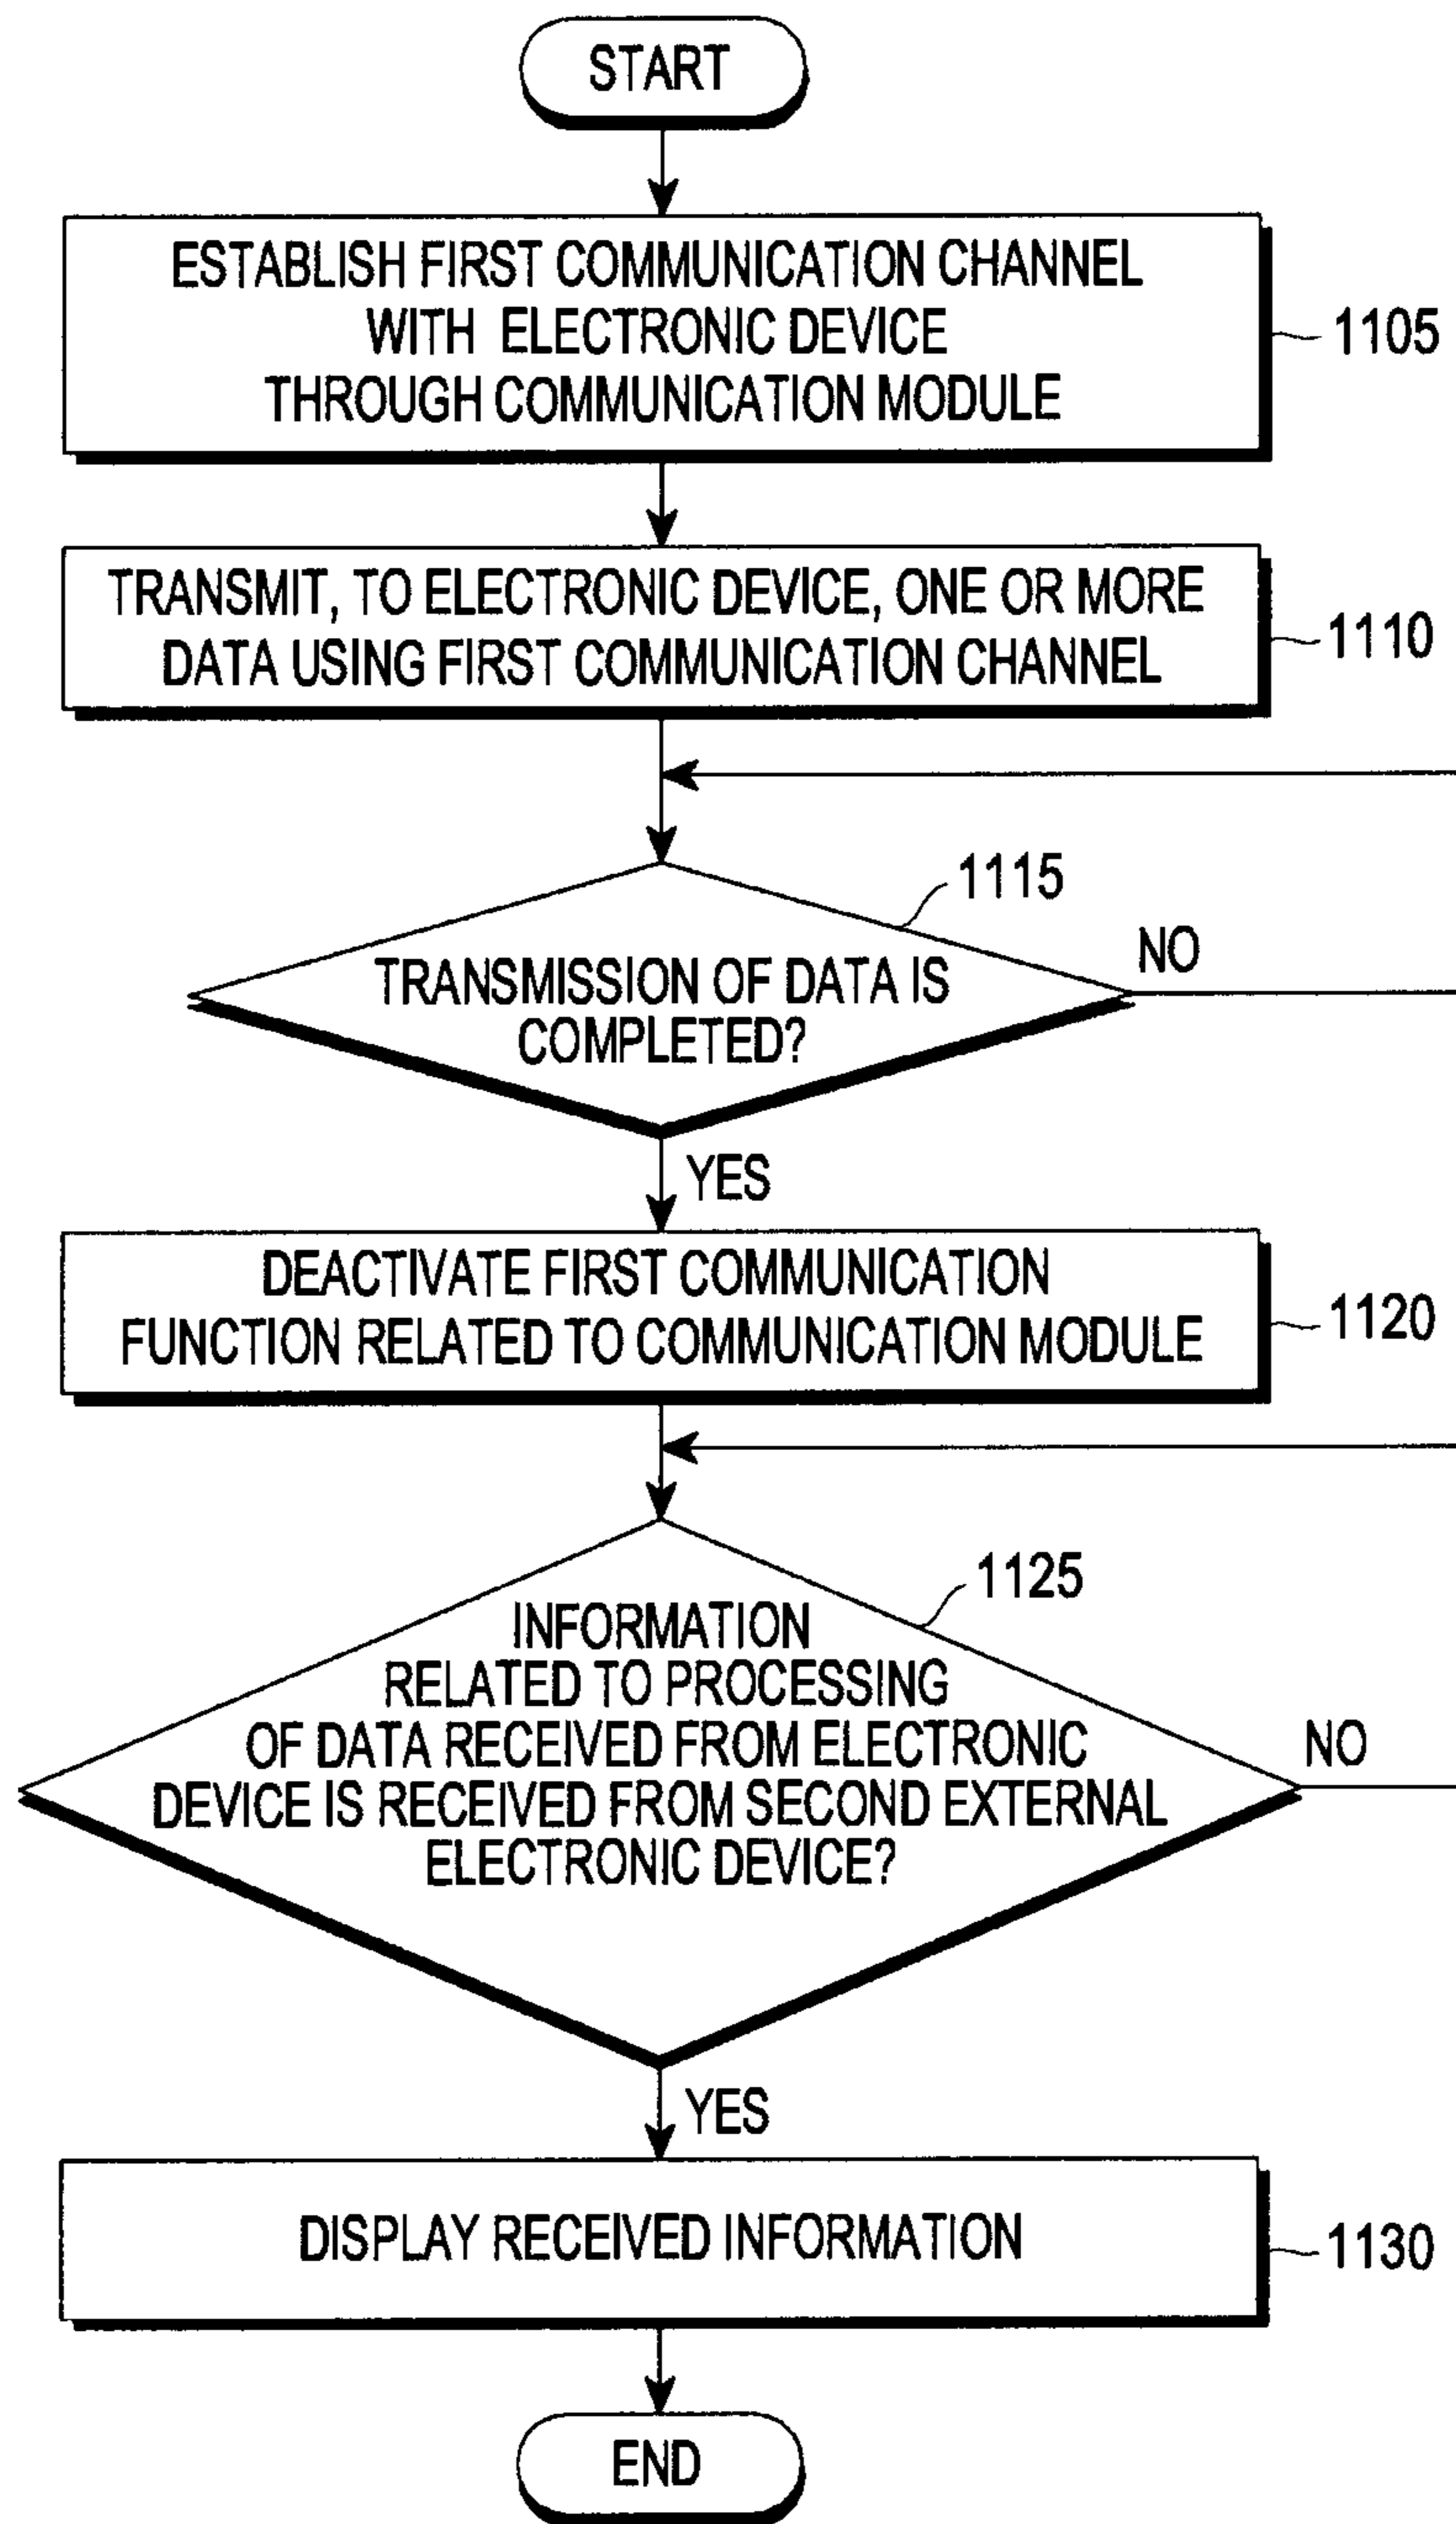 START
ESTABLISH FIRST COMMUNICATION CHANNEL
WITH ELECTRONIC DEVICE
THROUGH COMMUNICATION MODULE
1105
TRANSMIT, TO ELECTRONIC DEVICE, ONE OR MORE
DATA USING FIRST COMMUNICATION CHANNEL
1110
1115
TRANSMISSION OF DATA IS
COMPLETED?
NO
YES
DEACTIVATE FIRST COMMUNICATION
FUNCTION RELATED TO COMMUNICATION MODULE
1120
1125
INFORMATION
RELATED TO PROCESSING
OF DATA RECEIVED FROM ELECTRONIC
DEVICE IS RECEIVED FROM SECOND EXTERNAL
ELECTRONIC DEVICE?
NO
YES
DISPLAY RECEIVED INFORMATION
1130
END